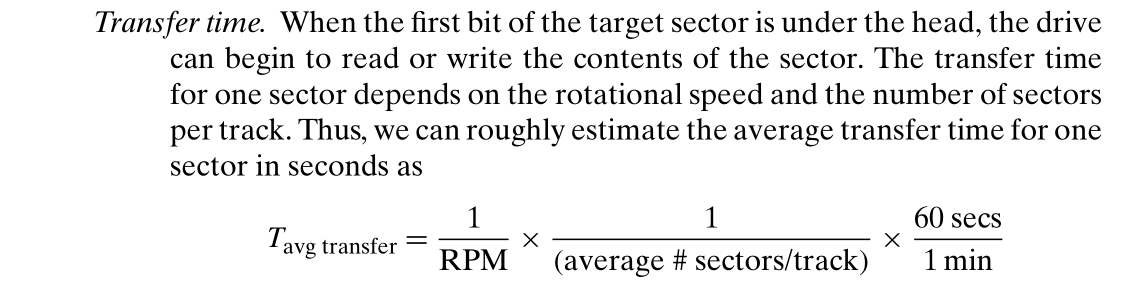 Transfer time. When the first bit of the target sector is under the head, the drive
can begin to read or write the contents of the sector. The transfer time
for one sector depends on the rotational speed and the number of sectors
per track. Thus, we can roughly estimate the average transfer time for one
sector in seconds as
T_avg transfer = 1/RPM × 1/(average # sectors/track) × 60 secs/1 min